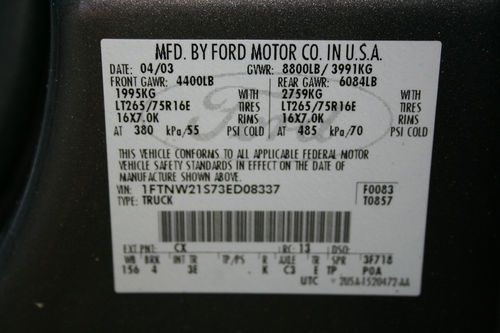 MFD. BY FORD MOTOR CO. IN U.S.A.
DATE: 04/03 GVWR: 8800LB/ 3991KG
FRONT GAWR: 4400LB REAR GAWR: 6084LB
1995KG WITH 2759KG WITH
LT265/75R16E TIRES LT265/75R16E TIRES
16X7.0K RIMS 16X7.0K RIMS
AT 380 kPa/55 PSI COLD AT 485 kPa/70 PSI COLD
THIS VEHICLE CONFORMS TO ALL APPLICABLE FEDERAL MOTOR
VEHICLE SAFETY STANDARDS IN EFFECT ON THE DATE OF
MANUFACTURE SHOWN ABOVE.
VIN: 1FTNW21S73ED08337 F0083
TYPE: TRUCK T0857
EXT PNT: CX RC: 13 DSO:
WB BRK INT TR TP/PS R AXLE TR SPR 3F718
156 4 3E K C3 E TP P0A
UTC
Ford